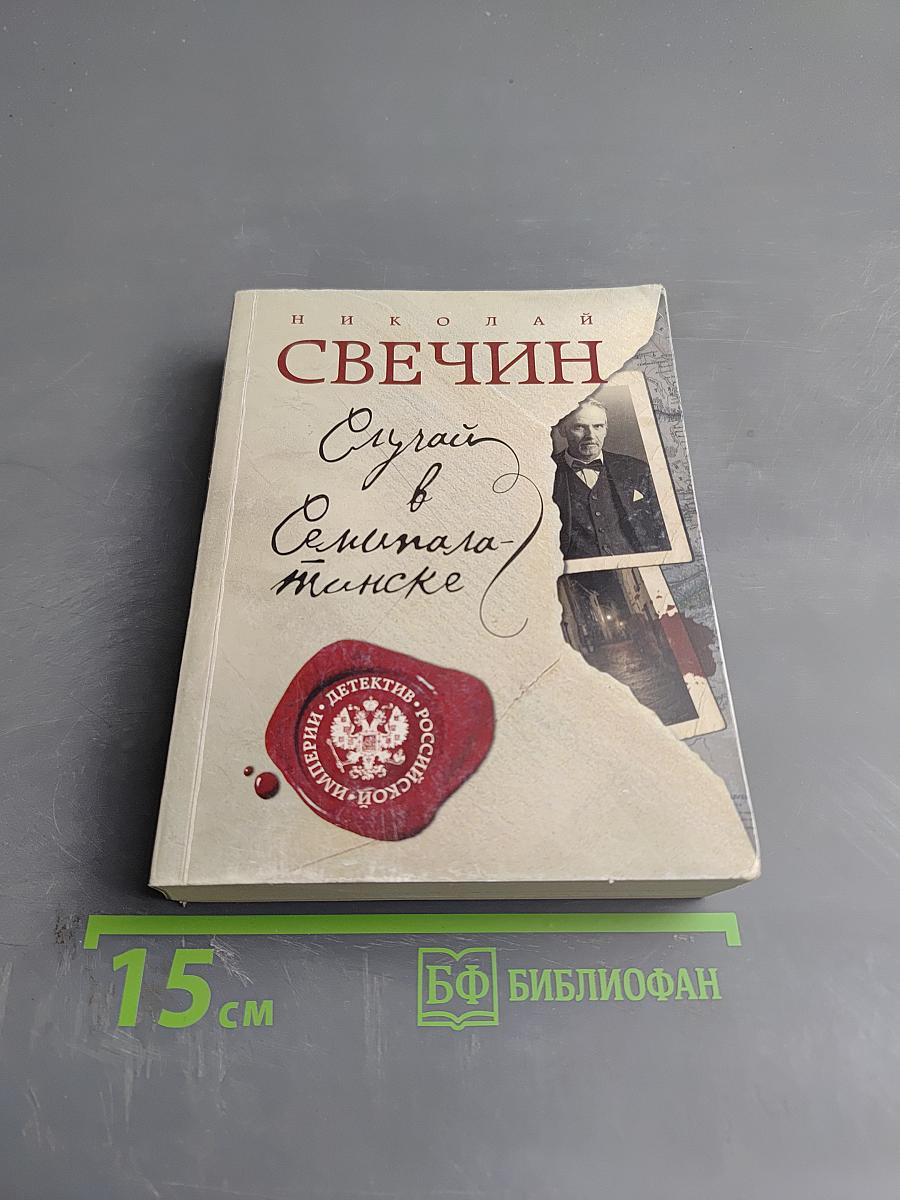 НИКОЛАЙ
СВЕЧИН
Случай
в
Семипала-
тинске
ДЕТЕКТИВ • РОССИЙСКОЙ • ИМПЕРИИ •
15 см
БФ БИБЛИОФАН